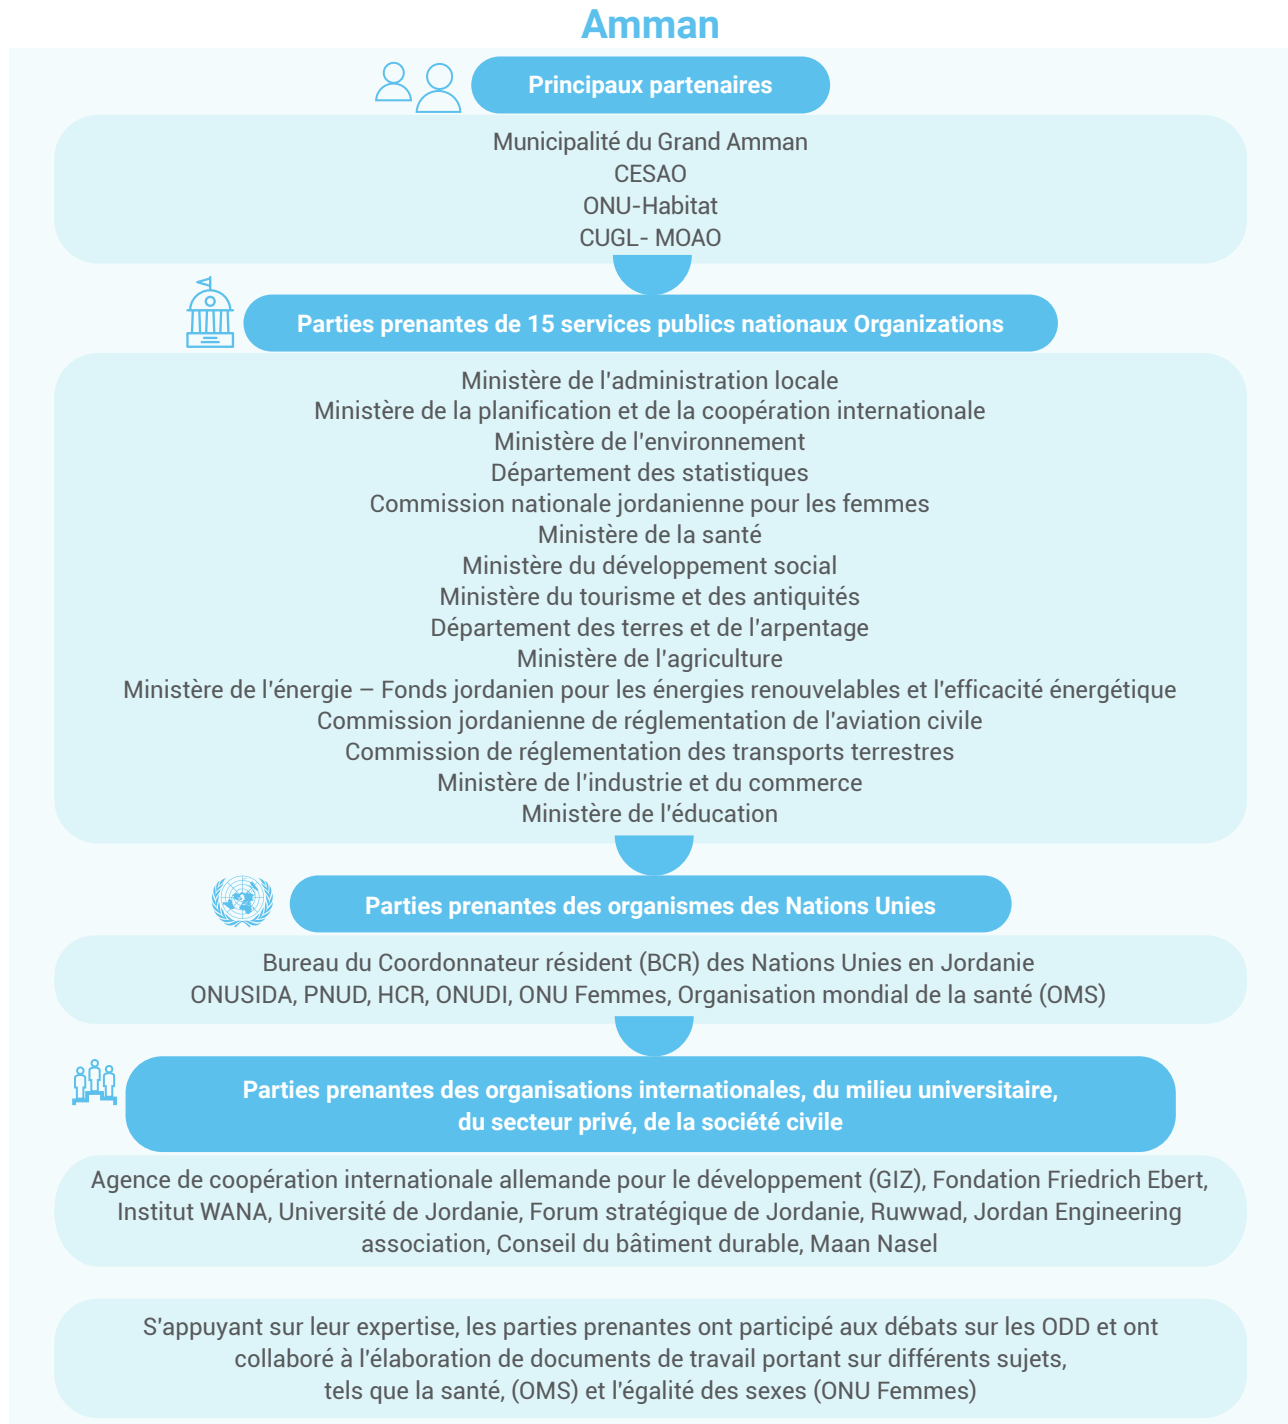 Amman
Principaux partenaires
Municipalité du Grand Amman
CESAO
ONU-Habitat
CUGL- MOAO
Parties prenantes de 15 services publics nationaux Organizations
Ministère de l'administration locale
Ministère de la planification et de la coopération internationale
Ministère de l'environnement
Département des statistiques
Commission nationale jordanienne pour les femmes
Ministère de la santé
Ministère du développement social
Ministère du tourisme et des antiquités
Département des terres et de l'arpentage
Ministère de l'agriculture
Ministère de l'énergie – Fonds jordanien pour les énergies renouvelables et l'efficacité énergétique
Commission jordanienne de réglementation de l'aviation civile
Commission de réglementation des transports terrestres
Ministère de l'industrie et du commerce
Ministère de l'éducation
Parties prenantes des organismes des Nations Unies
Bureau du Coordonnateur résident (BCR) des Nations Unies en Jordanie
ONUSIDA, PNUD, HCR, ONUDI, ONU Femmes, Organisation mondial de la santé (OMS)
Parties prenantes des organisations internationales, du milieu universitaire,
du secteur privé, de la société civile
Agence de coopération internationale allemande pour le développement (GIZ), Fondation Friedrich Ebert,
Institut WANA, Université de Jordanie, Forum stratégique de Jordanie, Ruwwad, Jordan Engineering
association, Conseil du bâtiment durable, Maan Nasel
S'appuyant sur leur expertise, les parties prenantes ont participé aux débats sur les ODD et ont
collaboré à l'élaboration de documents de travail portant sur différents sujets,
tels que la santé, (OMS) et l'égalité des sexes (ONU Femmes)